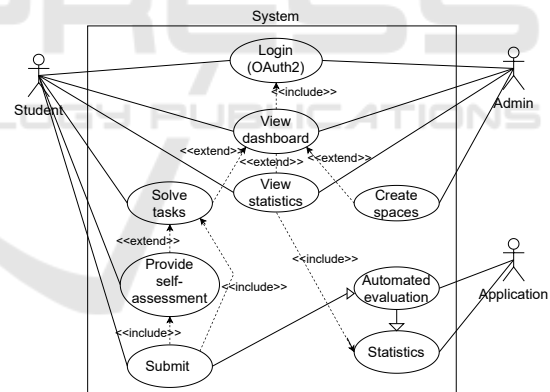 System
Login
(OAuth2)
<<include>>
Student
Admin
View
dashboard
<<extend>>
<<extend>>
<<extend>>
View
statistics
Solve
tasks
Create
spaces
<<extend>>
<<include>>
Provide
self-
assessment
<<include>>
Automated
evaluation
Application
<<include>>
Submit
Statistics